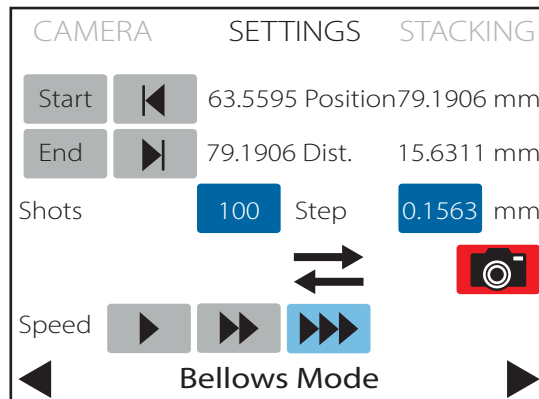 CAMERA SETTINGS STACKING
Start 63.5595 Position 79.1906 mm
End 79.1906 Dist. 15.6311 mm
Shots 100 Step 0.1563 mm
Speed
Bellows Mode